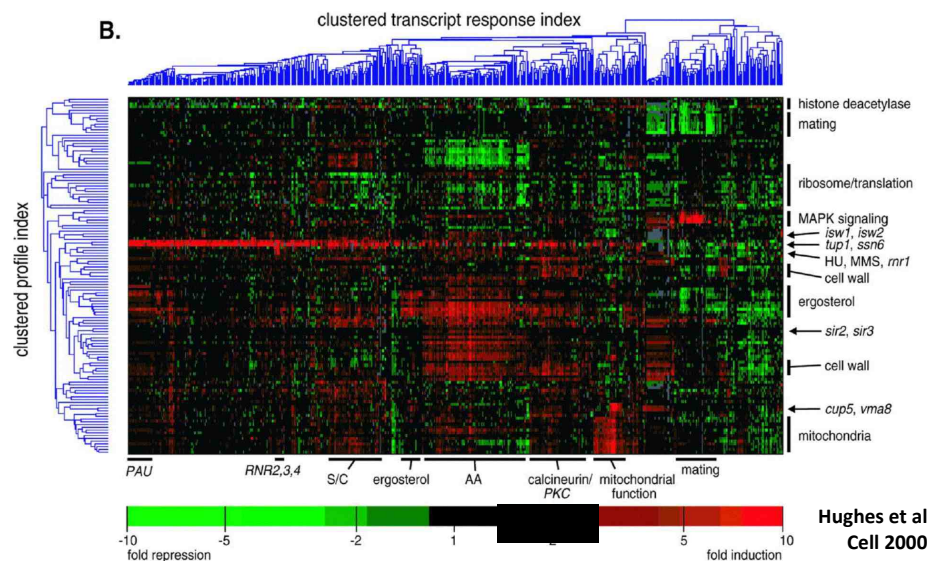 clustered transcript response index
B.
clustered profile index
histone deacetylase
mating
ribosome/translation
MAPK signaling
isw1, isw2
tup1, ssn6
HU, MMS, rnr1
cell wall
ergosterol
sir2, sir3
cell wall
cup5, vma8
mitochondria
PAU
RNR2,3,4
S/C
ergosterol
AA
calcineurin/
PKC
mitochondrial
function
mating
-10
-5
-2
1
5
10
fold repression
fold induction
Hughes et al
Cell 2000